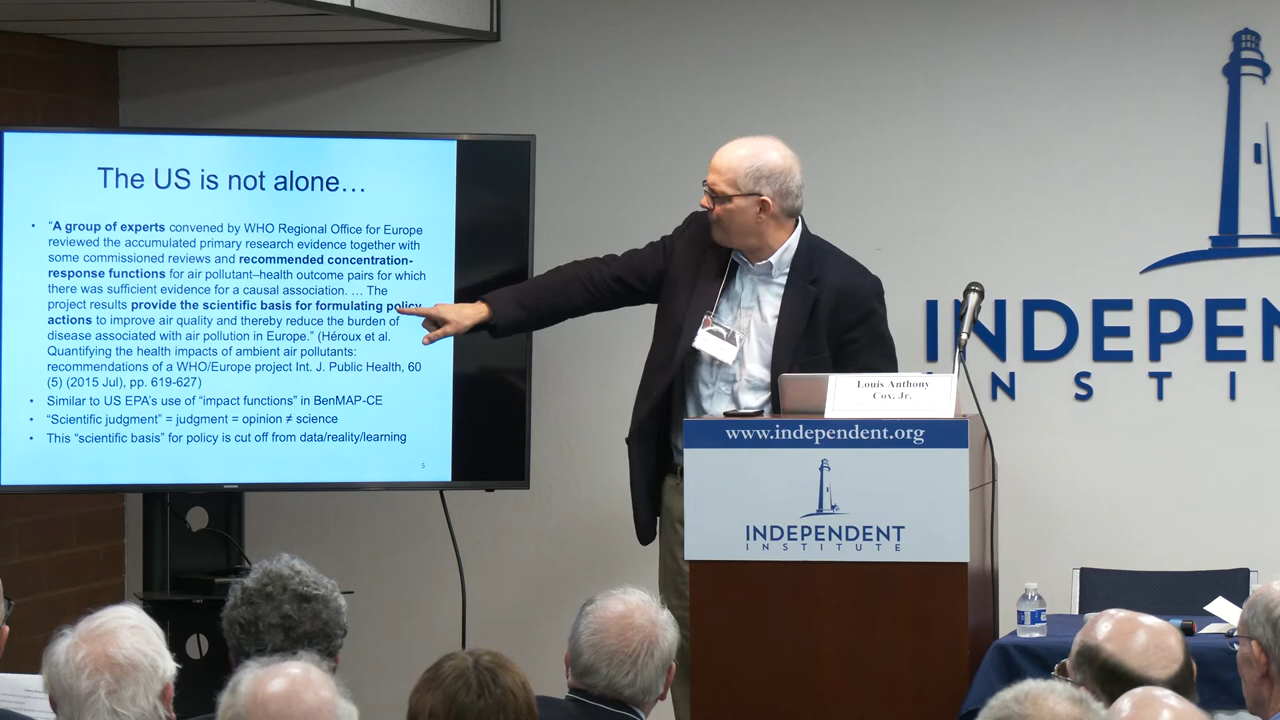 The US is not alone…
• “A group of experts convened by WHO Regional Office for Europe
reviewed the accumulated primary research evidence together with
some commissioned reviews and recommended concentration-
response functions for air pollutant–health outcome pairs for which
there was sufficient evidence for a causal association. … The
project results provide the scientific basis for formulating policy
actions to improve air quality and thereby reduce the burden of
disease associated with air pollution in Europe.” (Héroux et al.
Quantifying the health impacts of ambient air pollutants:
recommendations of a WHO/Europe project Int. J. Public Health, 60
(5) (2015 Jul), pp. 619-627)
• Similar to US EPA’s use of “impact functions” in BenMAP-CE
• “Scientific judgment” = judgment = opinion ≠ science
• This “scientific basis” for policy is cut off from data/reality/learning
5
SAMSUNG
INDEPEN
INSTI
Louis Anthony
Cox, Jr.
www.independent.org
INDEPENDENT
INSTITUTE